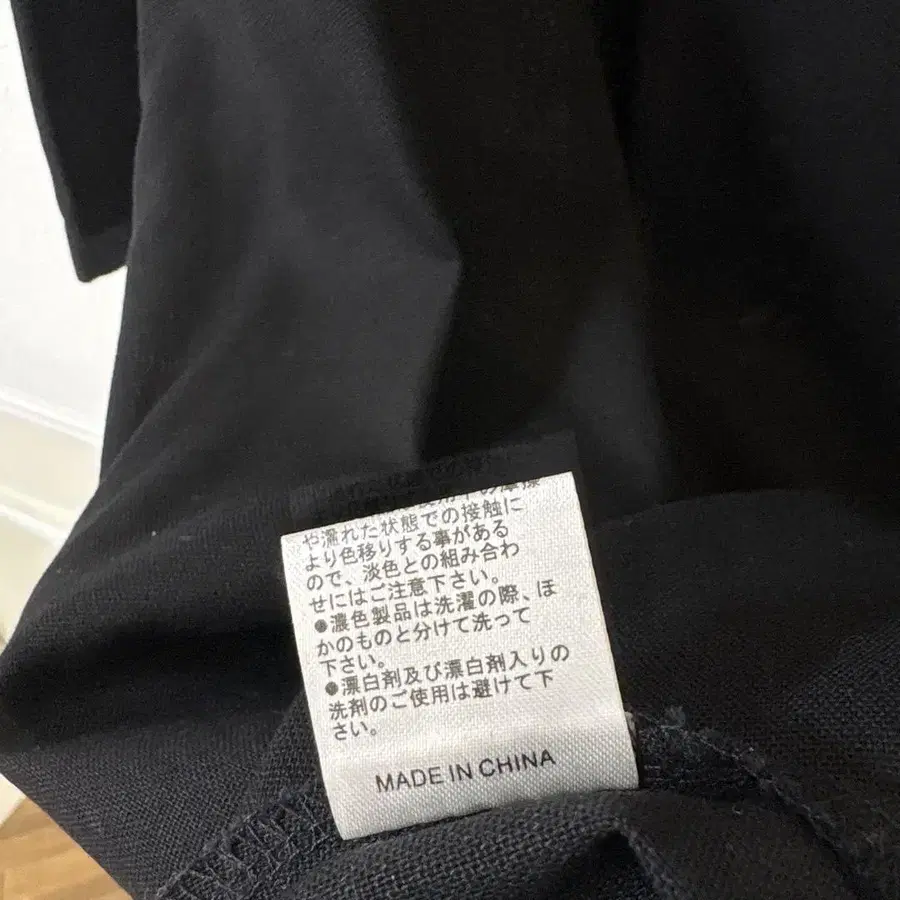 や濡れた状態での接触に
より色移りする事がある
ので、淡色との組み合わ
せにはご注意下さい。
●濃色製品は洗濯の際、ほ
かのものと分けて洗って
下さい。
●漂白剤及び漂白剤入りの
洗剤のご使用は避けて下
さい。
MADE IN CHINA